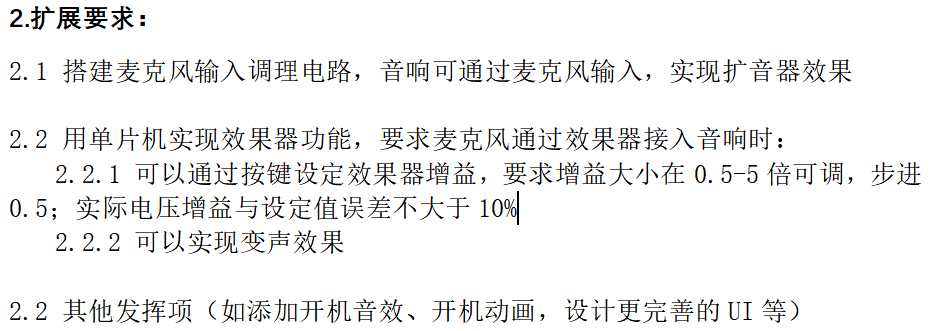 2.扩展要求：
2.1 搭建麦克风输入调理电路，音响可通过麦克风输入，实现扩音器效果
2.2 用单片机实现效果器功能，要求麦克风通过效果器接入音响时：
2.2.1 可以通过按键设定效果器增益，要求增益大小在 0.5-5 倍可调，步进
0.5；实际电压增益与设定值误差不大于 10%
2.2.2 可以实现变声效果
2.2 其他发挥项（如添加开机音效、开机动画，设计更完善的 UI 等）